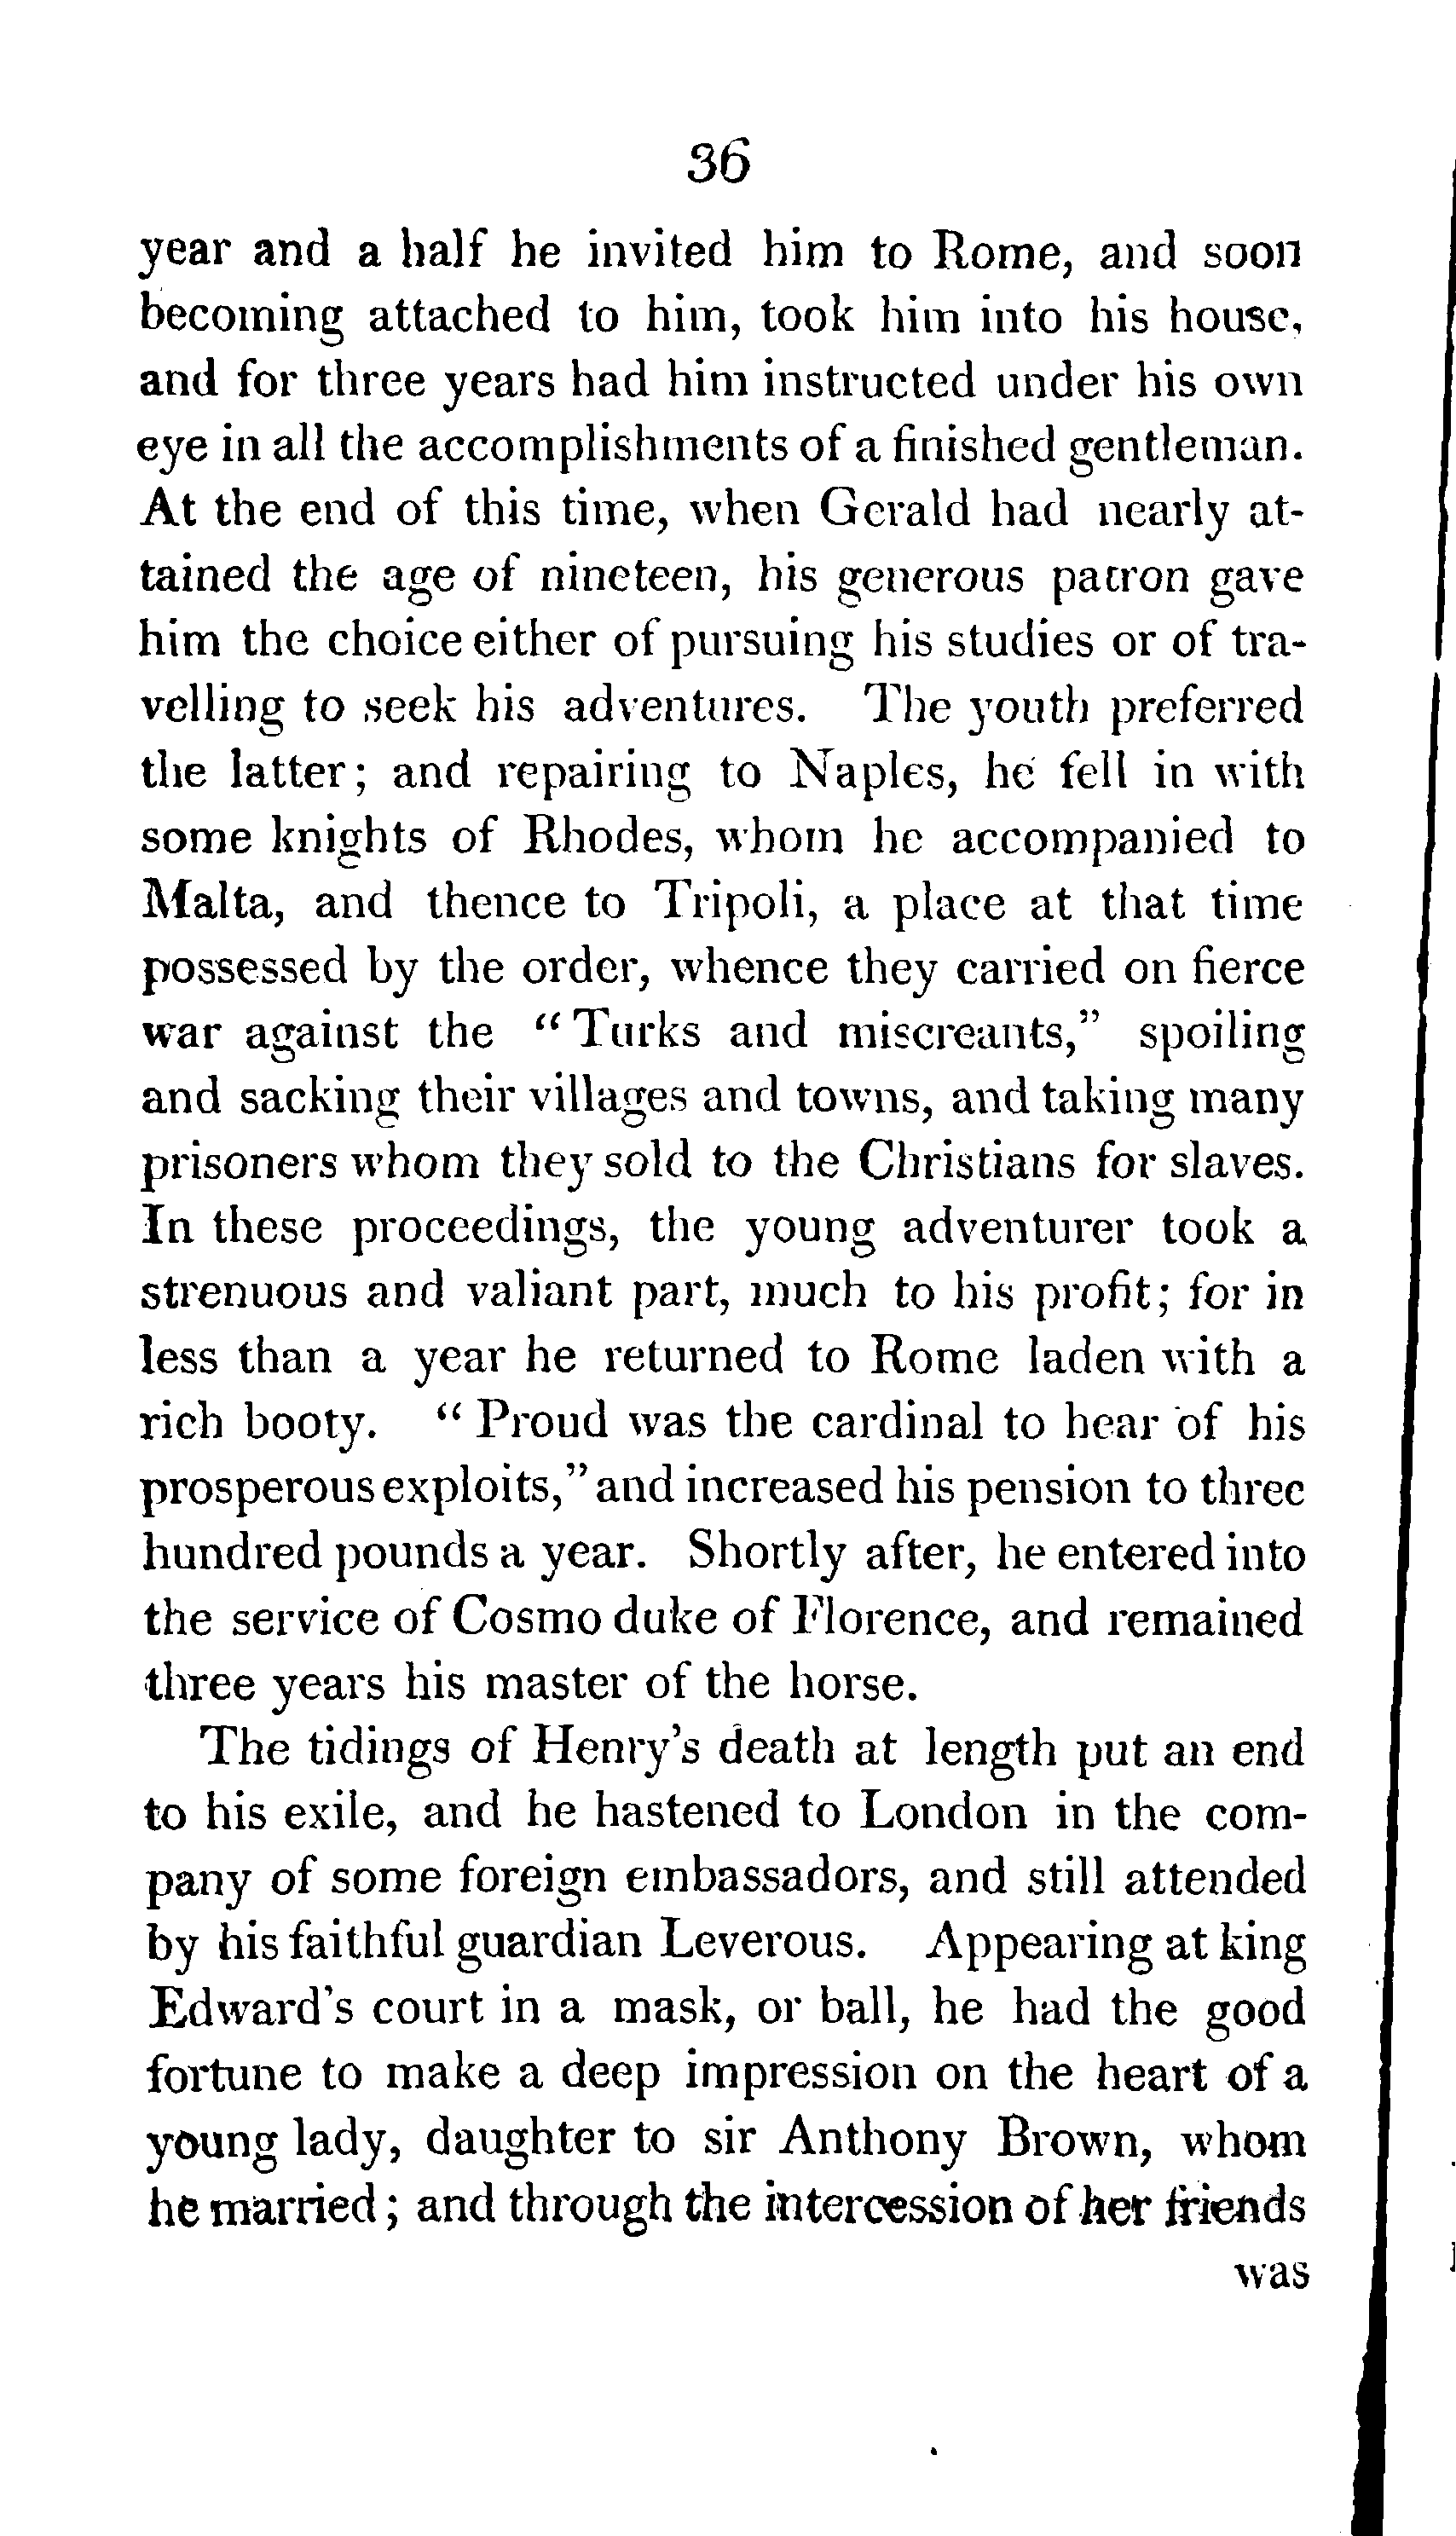 36
year and a half he invited him to Rome, and soon
becoming attached to him, took him into his house,
and for three years had him instructed under his own
eye in all the accomplishments of a finished gentleman.
At the end of this time, when Gerald had nearly at-
tained the age of nineteen, his generous patron gave
him the choice either of pursuing his studies or of tra-
velling to seek his adventures. The youth preferred
the latter; and repairing to Naples, he fell in with
some knights of Rhodes, whom he accompanied to
Malta, and thence to Tripoli, a place at that time
possessed by the order, whence they carried on fierce
war against the "Turks and miscreants," spoiling
and sacking their villages and towns, and taking many
prisoners whom they sold to the Christians for slaves.
In these proceedings, the young adventurer took a
strenuous and valiant part, much to his profit; for in
less than a year he returned to Rome laden with a
rich booty. "Proud was the cardinal to hear of his
prosperous exploits," and increased his pension to three
hundred pounds a year. Shortly after, he entered into
the service of Cosmo duke of Florence, and remained
three years his master of the horse.
The tidings of Henry's death at length put an end
to his exile, and he hastened to London in the com-
pany of some foreign embassadors, and still attended
by his faithful guardian Leverous. Appearing at king
Edward's court in a mask, or ball, he had the good
fortune to make a deep impression on the heart of a
young lady, daughter to sir Anthony Brown, whom
he married; and through the intercession of her friends
was